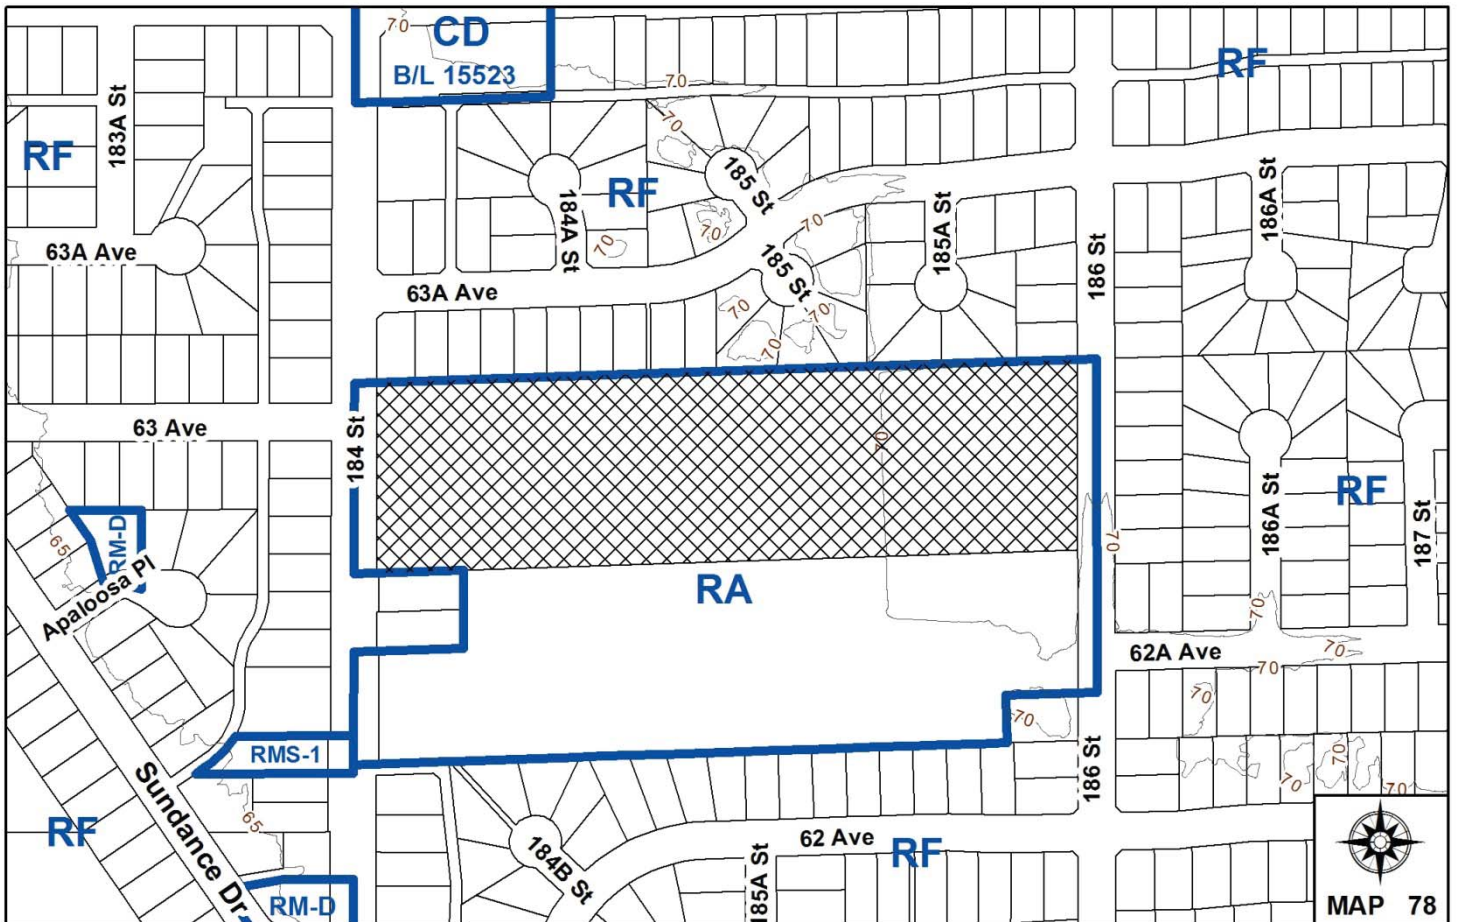 70
CD
B/L 15523
RF
70
183A St
RF
70
185 St
184A St
RF
70
70
70
185A St
186A St
63A Ave
186 St
185 St
63A Ave
70
70
70
63 Ave
184 St
70
RF
186A St
187 St
RM-D
65
Apaloosa Pl
70
RA
70
62A Ave
70
70
70
70
RMS-1
186 St
70
70
70
Sundance Dr
65
RF
62 Ave
RF
184B St
185A St
RM-D
MAP 78